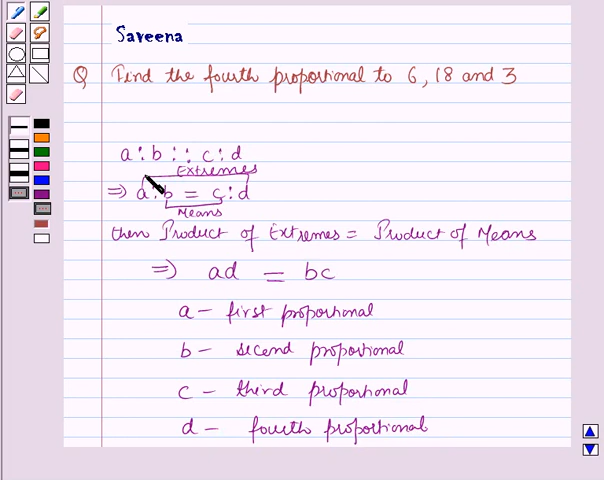 Saveena
Q Find the fourth proportional to 6, 18 and 3
a : b : : c : d
Extremes
⇒ a : b = c : d
Means
then Product of Extremes = Product of Means
⇒ ad = bc
a - first proportional
b - second proportional
c - third proportional
d - fourth proportional